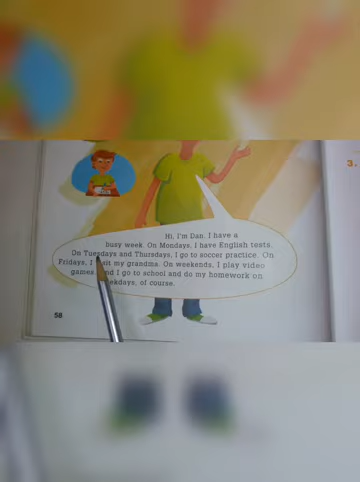 Hi, I'm Dan. I have a
busy week. On Mondays, I have English tests.
On Tuesdays and Thursdays, I go to soccer practice. On
Fridays, I visit my grandma. On weekends, I play video
games. And I go to school and do my homework on
ekdays, of course.
58
3.